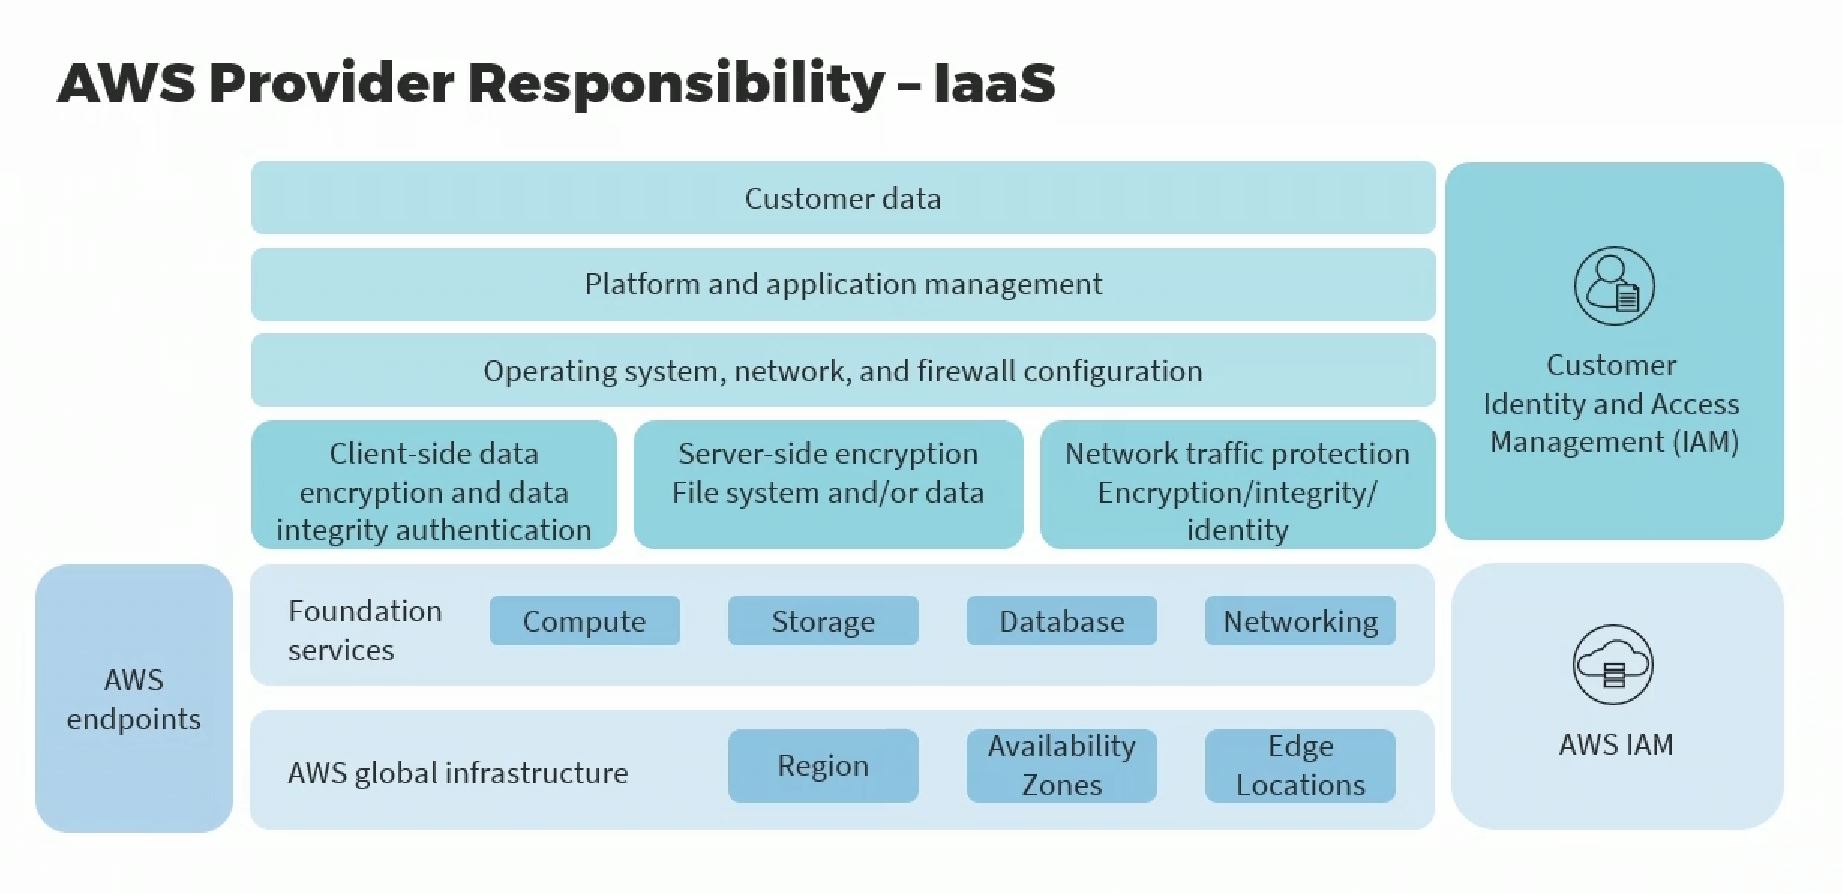 AWS Provider Responsibility – IaaS
Customer data
Platform and application management
Operating system, network, and firewall configuration
Client-side data
encryption and data
integrity authentication
Server-side encryption
File system and/or data
Network traffic protection
Encryption/integrity/
identity
Customer
Identity and Access
Management (IAM)
AWS
endpoints
Foundation
services
Compute
Storage
Database
Networking
AWS global infrastructure
Region
Availability
Zones
Edge
Locations
AWS IAM